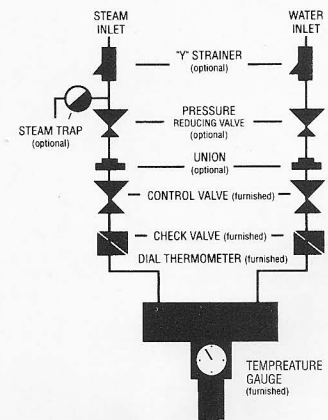 STEAM
INLET
WATER
INLET
"Y" STRAINER
(optional)
STEAM TRAP
(optional)
PRESSURE
REDUCING VALVE
(optional)
UNION
(optional)
CONTROL VALVE (furnished)
CHECK VALVE (furnished)
DIAL THERMOMETER (furnished)
TEMPREATURE
GAUGE
(furnished)